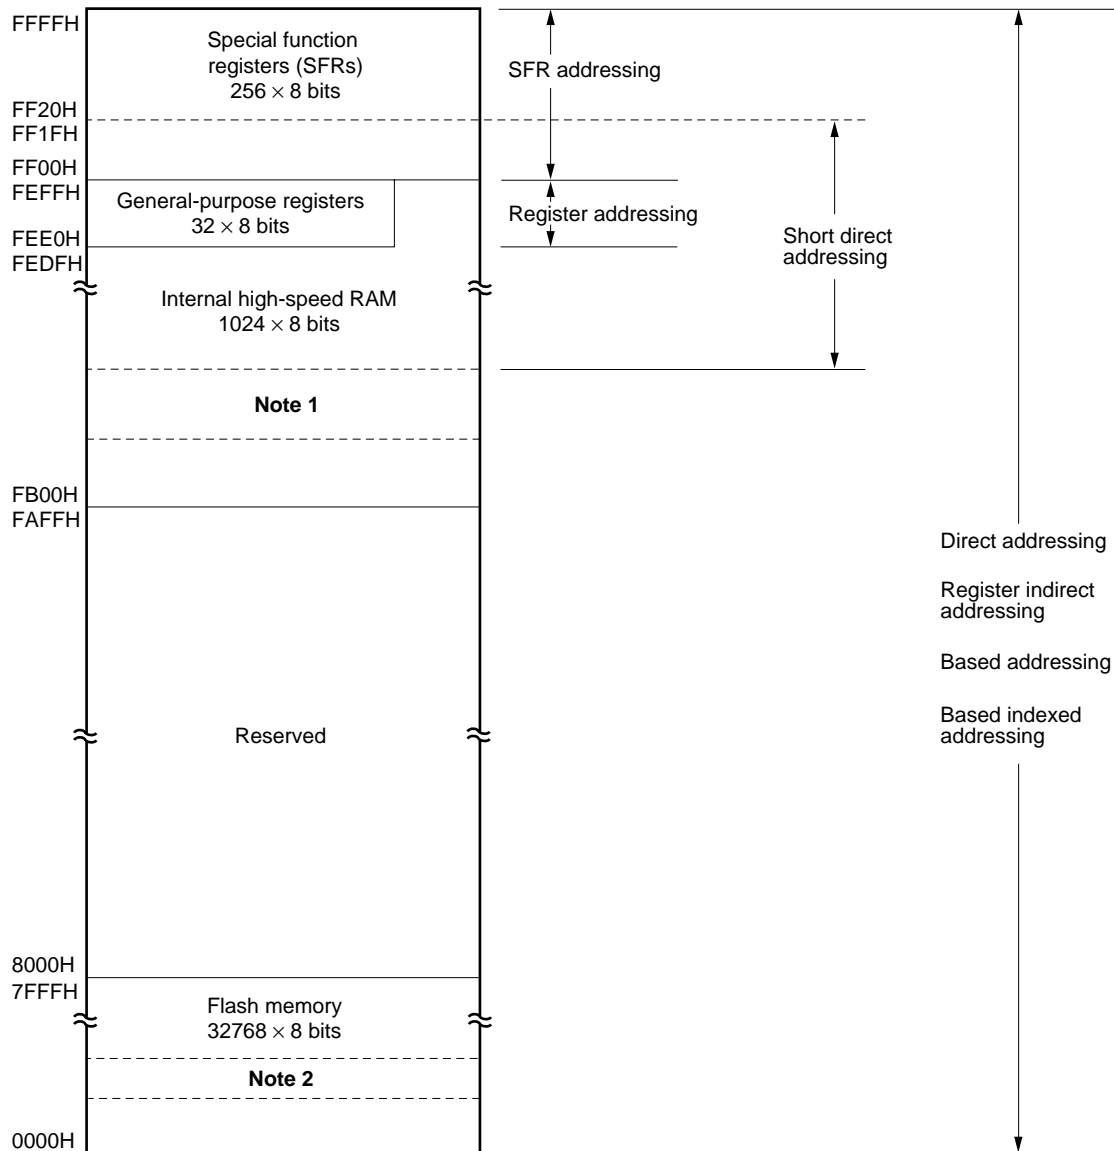 FFFFH
Special function
registers (SFRs)
256 × 8 bits
SFR addressing
FF20H
FF1FH
FF00H
FEFFH
General-purpose registers
32 × 8 bits
Register addressing
FEE0H
FEDFH
Short direct
addressing
Internal high-speed RAM
1024 × 8 bits
Note 1
FB00H
FAFFH
Direct addressing
Register indirect
addressing
Based addressing
Based indexed
addressing
Reserved
8000H
7FFFH
Flash memory
32768 × 8 bits
Note 2
0000H